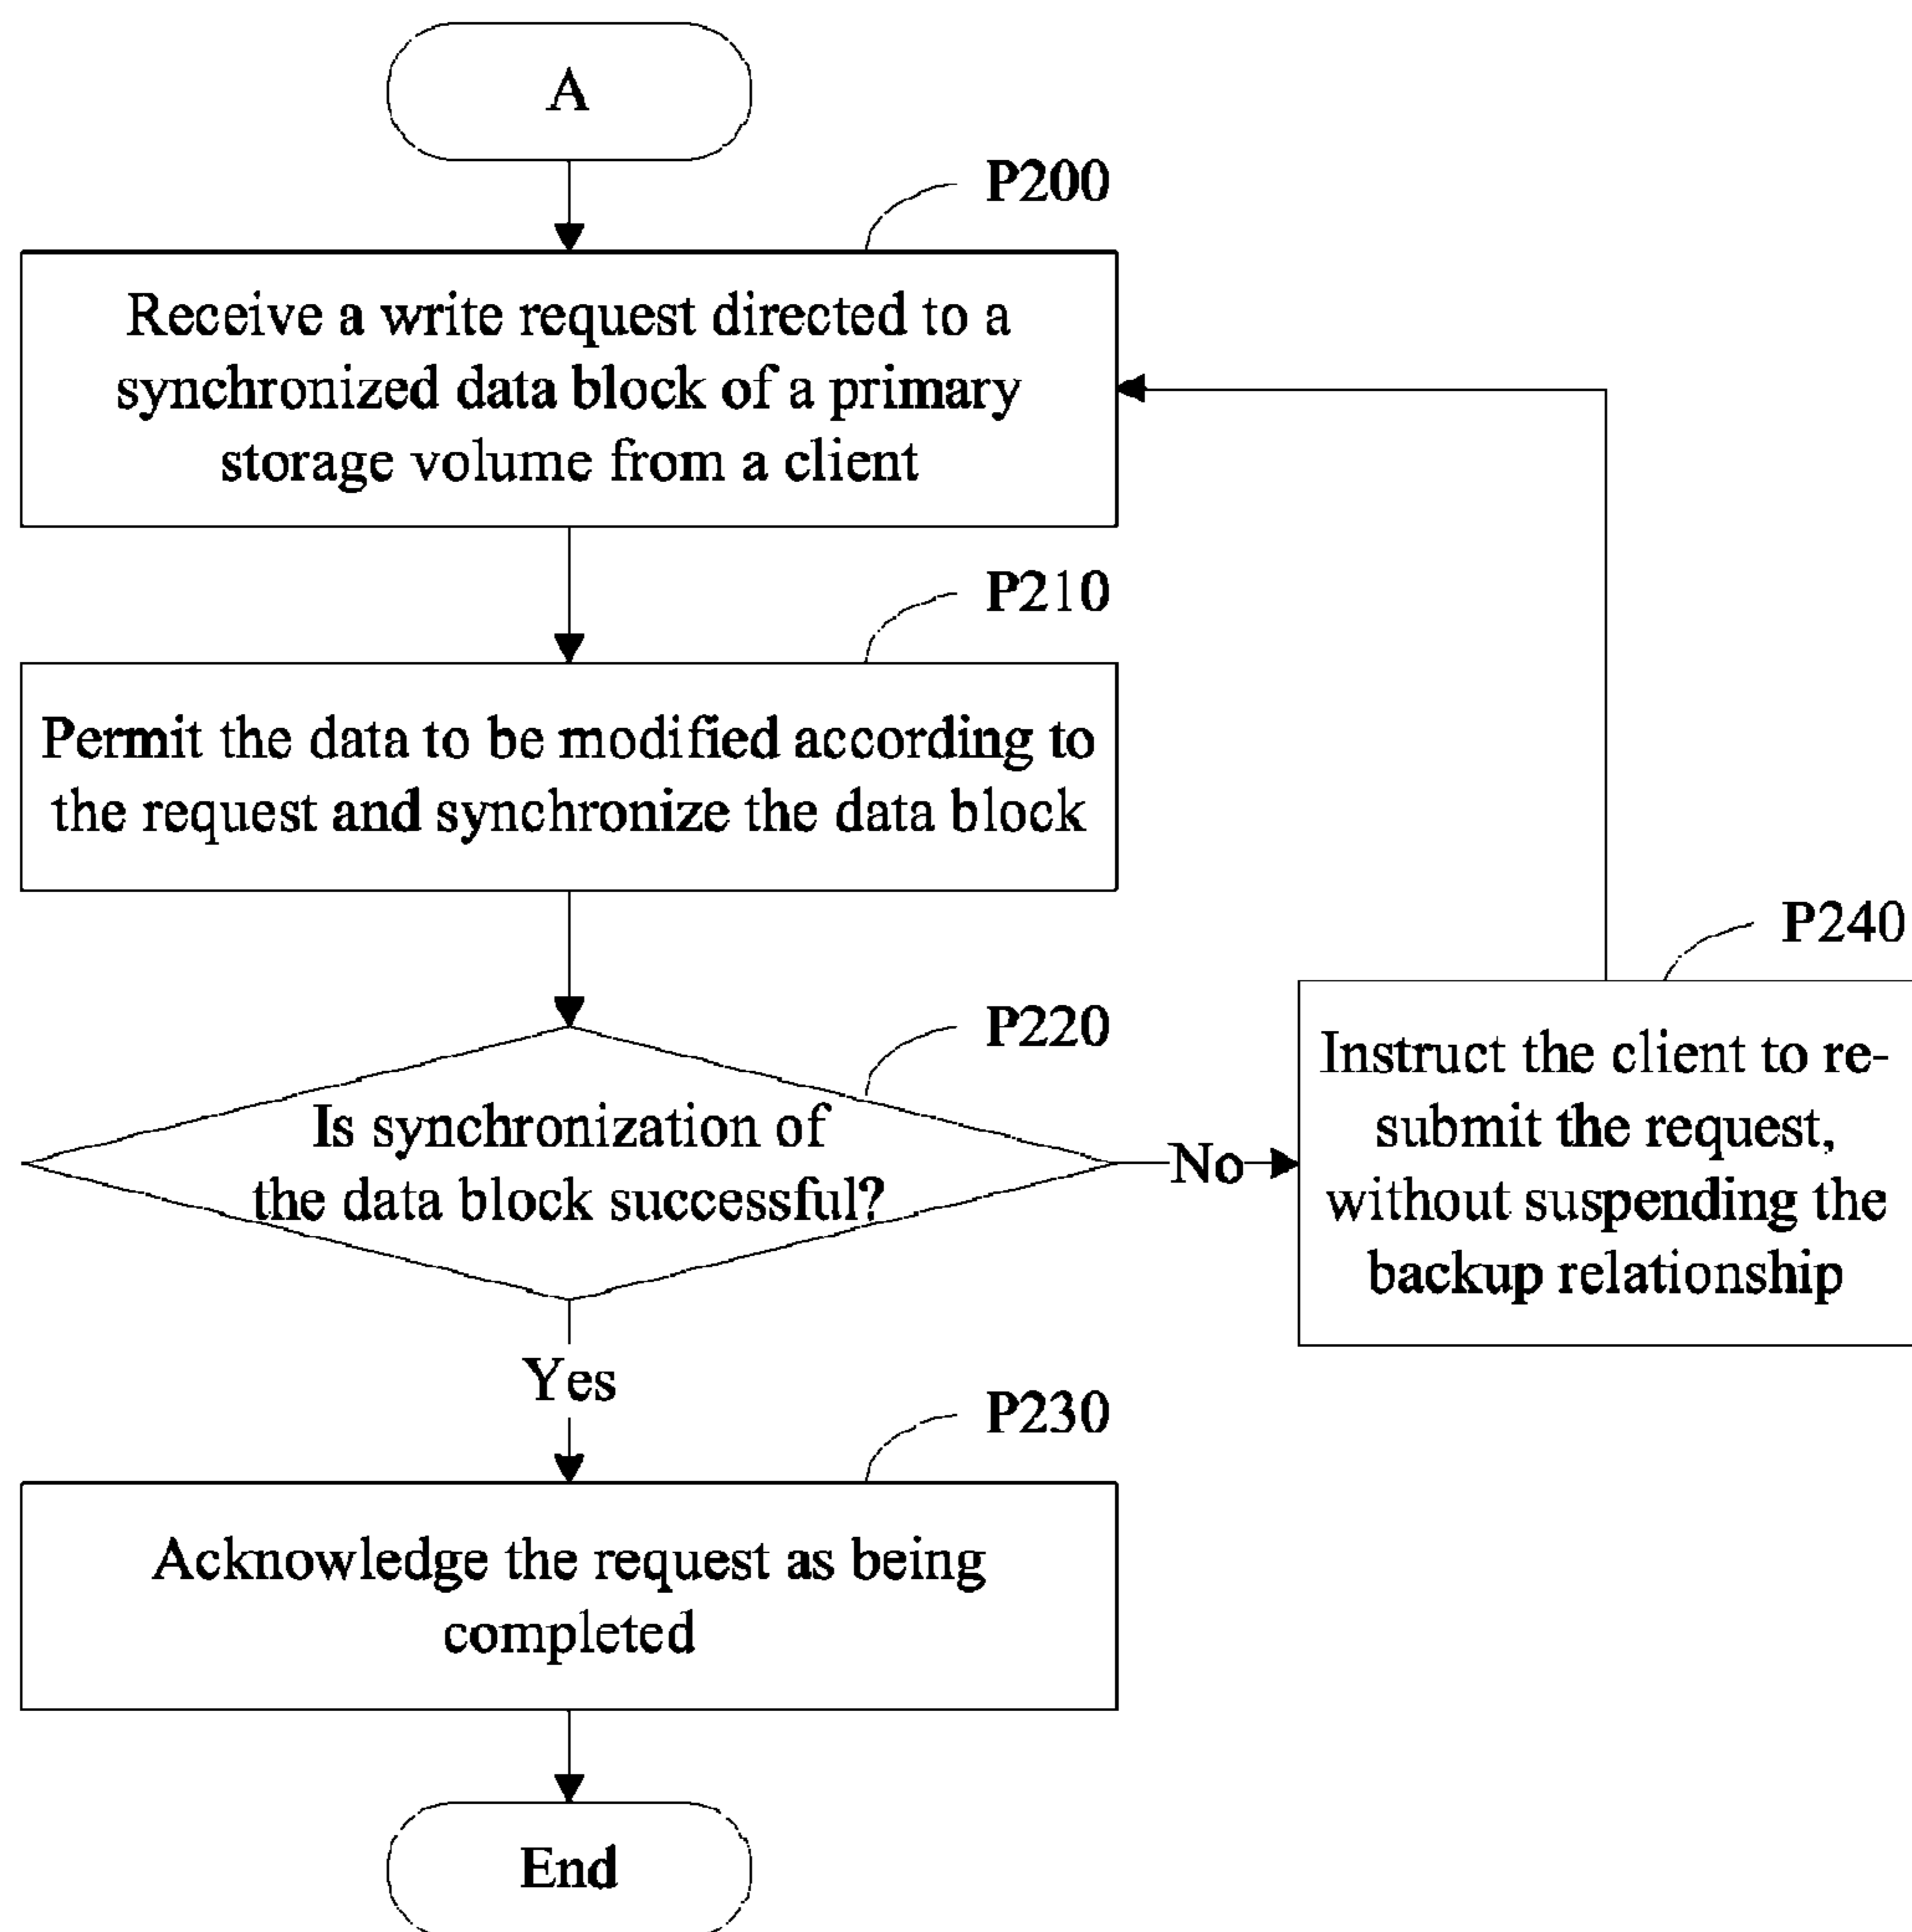 A
P200
Receive a write request directed to a
synchronized data block of a primary
storage volume from a client
P210
Permit the data to be modified according to
the request and synchronize the data block
P220
Is synchronization of
the data block successful?
No
P240
Instruct the client to re-
submit the request,
without suspending the
backup relationship
Yes
P230
Acknowledge the request as being
completed
End